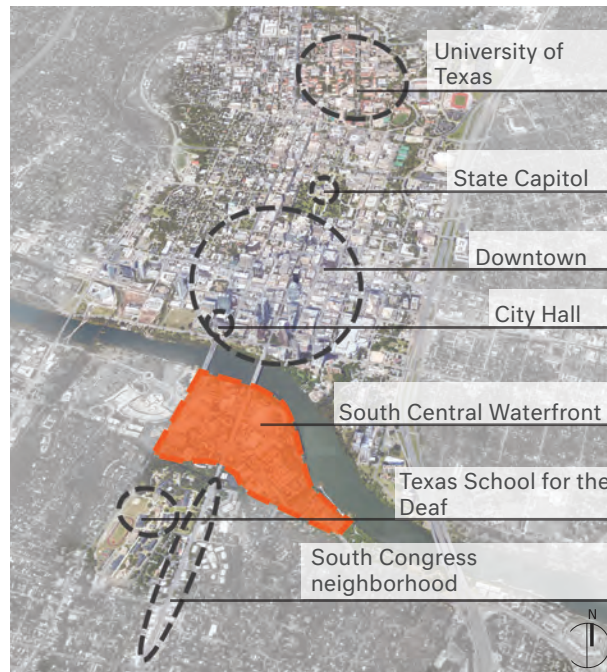 University of
Texas
State Capitol
Downtown
City Hall
South Central Waterfront
Texas School for the
Deaf
South Congress
neighborhood
N